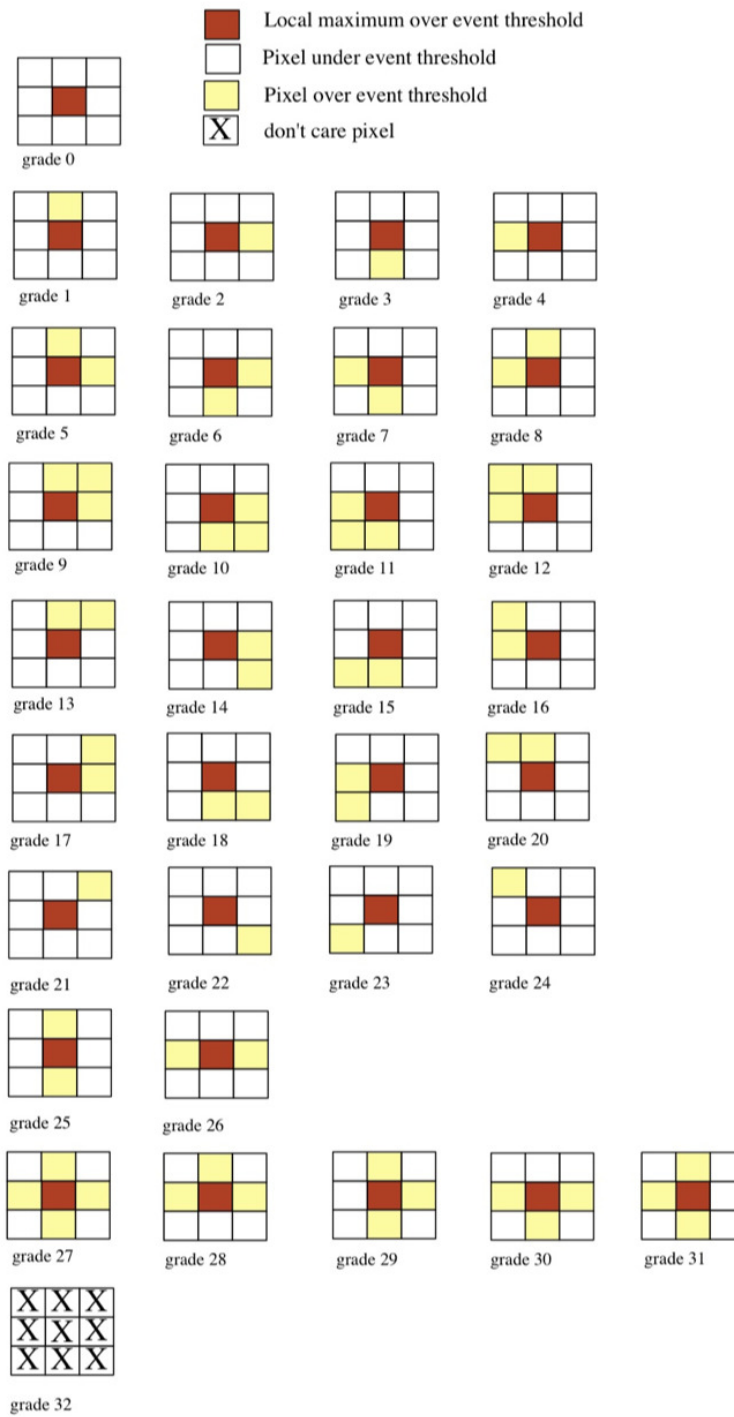 Local maximum over event threshold
Pixel under event threshold
Pixel over event threshold
X don't care pixel
grade 0
grade 1 grade 2 grade 3 grade 4
grade 5 grade 6 grade 7 grade 8
grade 9 grade 10 grade 11 grade 12
grade 13 grade 14 grade 15 grade 16
grade 17 grade 18 grade 19 grade 20
grade 21 grade 22 grade 23 grade 24
grade 25 grade 26
grade 27 grade 28 grade 29 grade 30 grade 31
X X X
X X X
X X X
grade 32